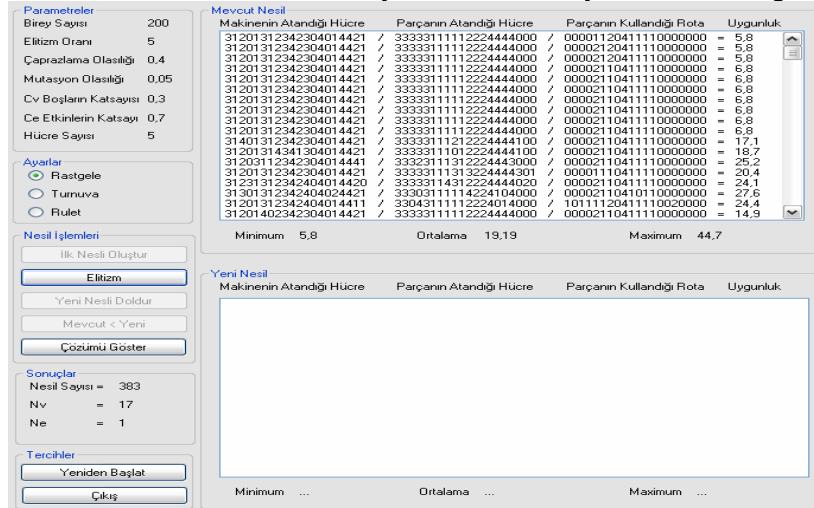 Parametreler
Birey Sayısı 200
Elitizm Oranı 5
Çaprazlama Olasılığı 0,4
Mutasyon Olasılığı 0,05
Cv Boşların Katsayısı 0,3
Ce Etkinlerin Katsayı 0,7
Hücre Sayısı 5
Ayarlar
Rastgele
Turnuva
Rulet
Nesil İşlemleri
İlk Nesli Oluştur
Elitizm
Yeni Nesli Doldur
Mevcut < Yeni
Çözümü Göster
Sonuçlar
Nesil Sayısı = 383
Nv = 17
Ne = 1
Tercihler
Yeniden Başlat
Çıkış
Mevcut Nesil
Makinenin Atandığı Hücre Parçanın Atandığı Hücre Parçanın Kullandığı Rota Uygunluk
31201312342304014421 / 33333111112224444000 / 00001120411110000000 = 5,8
31201312342304014421 / 33333111112224444000 / 00002120411110000000 = 5,8
31201312342304014421 / 33333111112224444000 / 00002120411110000000 = 5,8
31201312342304014421 / 33333111112224444000 / 00002110411110000000 = 6,8
31201312342304014421 / 33333111112224444000 / 00002110411110000000 = 6,8
31201312342304014421 / 33333111112224444000 / 00002110411110000000 = 6,8
31201312342304014421 / 33333111112224444000 / 00002110411110000000 = 6,8
31201312342304014421 / 33333111112224444000 / 00002110411110000000 = 6,8
31201312342304014421 / 33333111112224444000 / 00002110411110000000 = 6,8
31401312342304014421 / 33333111212224444100 / 00002110411110000000 = 17,1
31201314341304014421 / 33333111012224444100 / 00002110411110000000 = 18,7
31203112342304014441 / 33323111312224443000 / 00002110411110000000 = 25,2
31201312342304014421 / 33333111313224444301 / 00001110411110000000 = 20,4
31231312342404014420 / 33333114312224444020 / 00002110411110000000 = 24,1
31301312342404024421 / 33303111114224104000 / 00002110410110000000 = 27,6
31201312342404014411 / 33043111112224014000 / 10111120411110020000 = 24,4
31201402342304014421 / 33333111112224444000 / 00002110411110000000 = 14,9
Minimum 5,8 Ortalama 19,19 Maximum 44,7
Yeni Nesil
Makinenin Atandığı Hücre Parçanın Atandığı Hücre Parçanın Kullandığı Rota Uygunluk
Minimum ... Ortalama ... Maximum ...